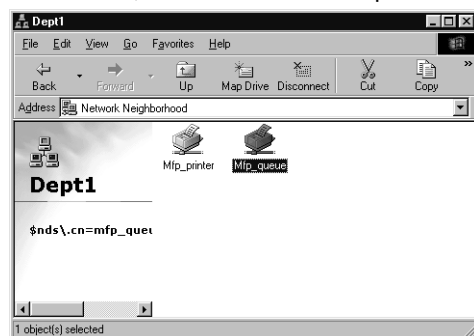 Dept1
File Edit View Go Favorites Help
Back Forward Up Map Drive Disconnect Cut Copy »
Address Network Neighborhood
Mfp_printer Mfp_queue
Dept1
$nds\.cn=mfp_queu
1 object(s) selected